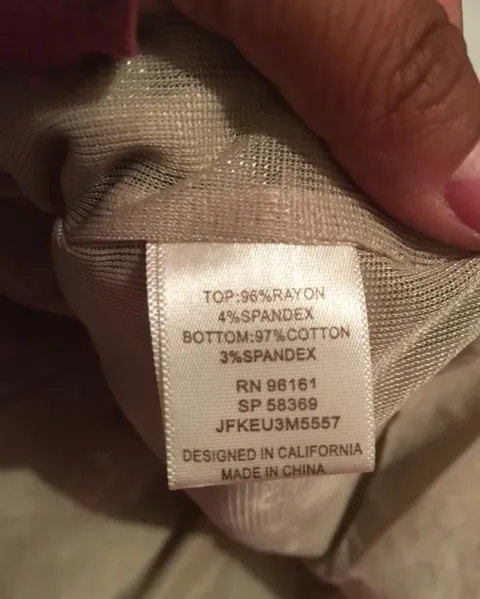 TOP:96%RAYON
4%SPANDEX
BOTTOM:97%COTTON
3%SPANDEX
RN 96161
SP 58369
JFKEU3M5557
DESIGNED IN CALIFORNIA
MADE IN CHINA